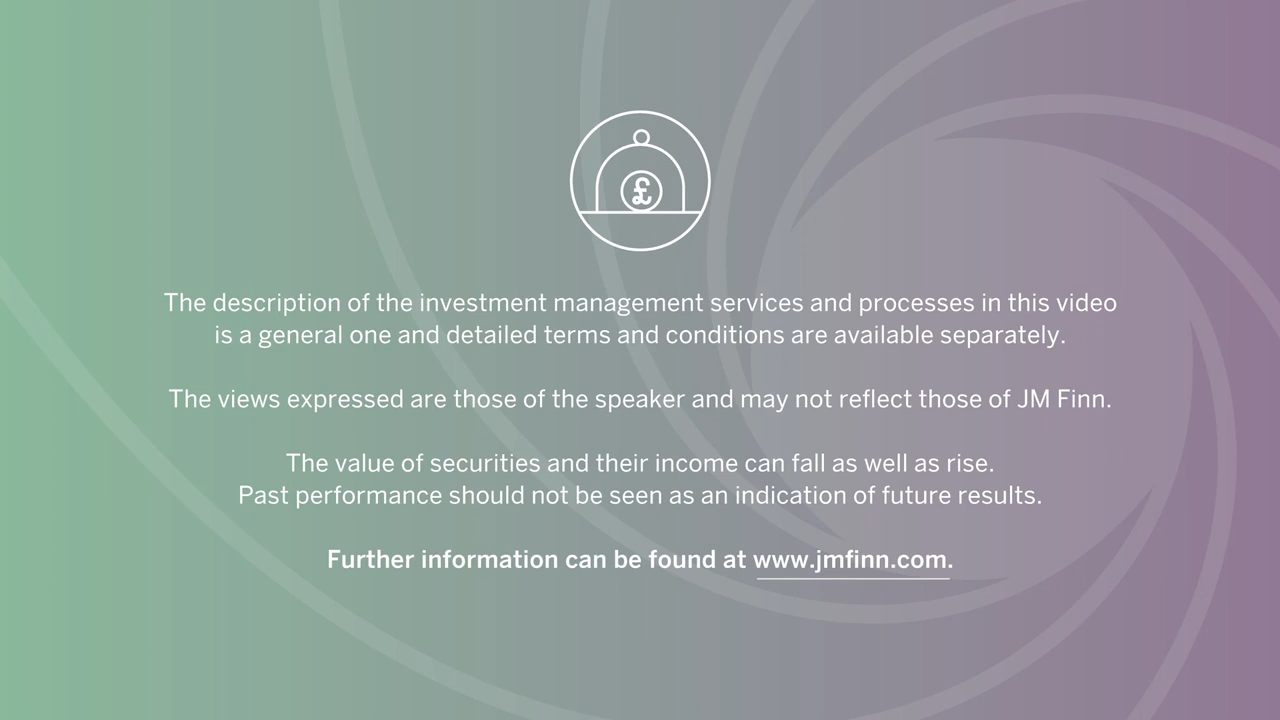 £
The description of the investment management services and processes in this video
is a general one and detailed terms and conditions are available separately.
The views expressed are those of the speaker and may not reflect those of JM Finn.
The value of securities and their income can fall as well as rise.
Past performance should not be seen as an indication of future results.
Further information can be found at www.jmfinn.com.